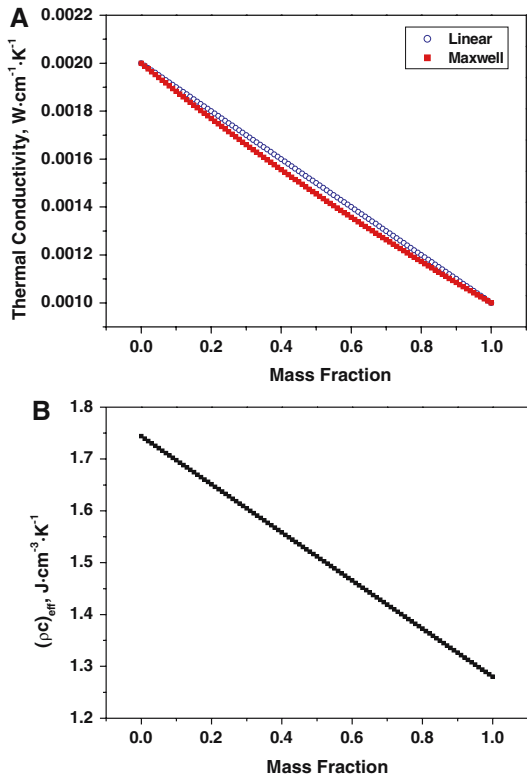 A
0.0022
0.0020
0.0018
0.0016
0.0014
0.0012
0.0010
Thermal Conductivity, W·cm⁻¹·K⁻¹
Linear
Maxwell
0.0 0.2 0.4 0.6 0.8 1.0
Mass Fraction
B
1.8
1.7
1.6
1.5
1.4
1.3
1.2
(ρc)eff, J·cm⁻³·K⁻¹
0.0 0.2 0.4 0.6 0.8 1.0
Mass Fraction